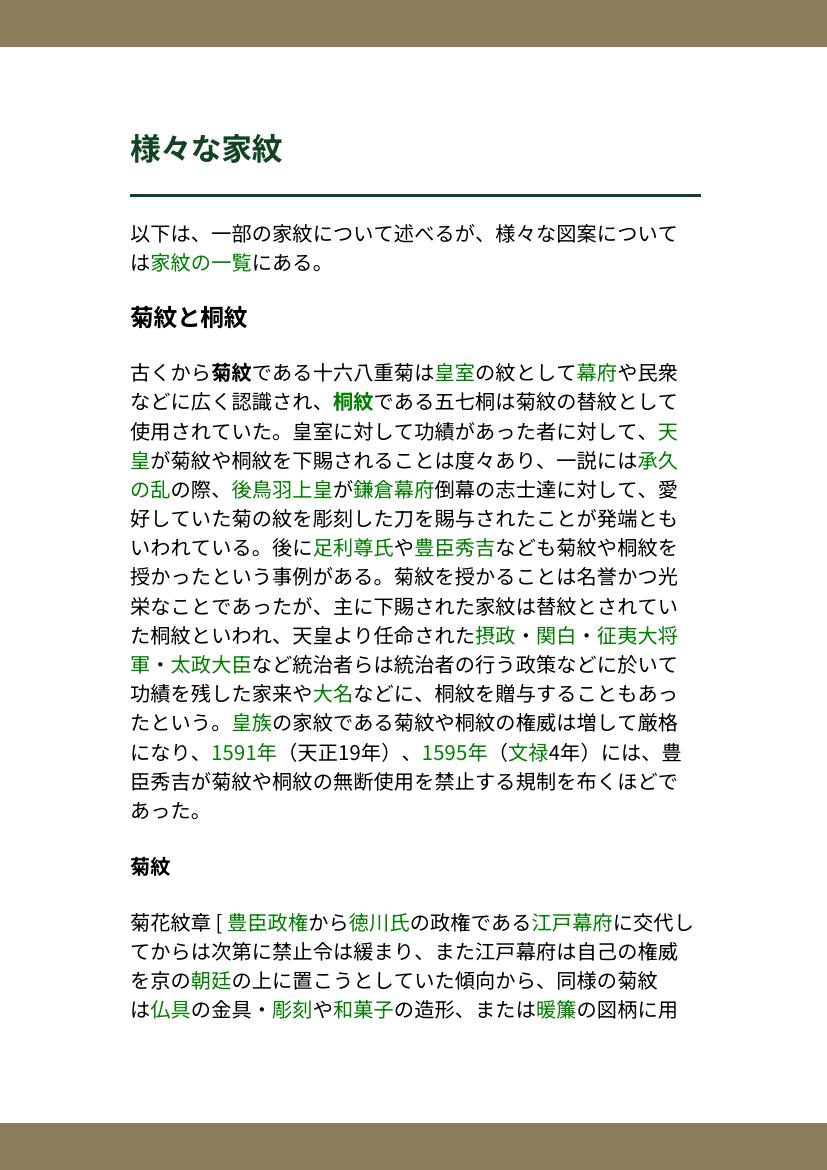 様々な家紋
以下は、一部の家紋について述べるが、様々な図案について
は家紋の一覧にある。
菊紋と桐紋
古くから菊紋である十六八重菊は皇室の紋として幕府や民衆
などに広く認識され、桐紋である五七桐は菊紋の替紋として
使用されていた。皇室に対して功績があった者に対して、天
皇が菊紋や桐紋を下賜されることは度々あり、一説には承久
の乱の際、後鳥羽上皇が鎌倉幕府倒幕の志士達に対して、愛
好していた菊の紋を彫刻した刀を賜与されたことが発端とも
いわれている。後に足利尊氏や豊臣秀吉なども菊紋や桐紋を
授かったという事例がある。菊紋を授かることは名誉かつ光
栄なことであったが、主に下賜された家紋は替紋とされてい
た桐紋といわれ、天皇より任命された摂政・関白・征夷大将
軍・太政大臣など統治者らは統治者の行う政策などに於いて
功績を残した家来や大名などに、桐紋を贈与することもあっ
たという。皇族の家紋である菊紋や桐紋の権威は増して厳格
になり、1591年（天正19年）、1595年（文禄4年）には、豊
臣秀吉が菊紋や桐紋の無断使用を禁止する規制を布くほどで
あった。
菊紋
菊花紋章 [ 豊臣政権から徳川氏の政権である江戸幕府に交代し
てからは次第に禁止令は緩まり、また江戸幕府は自己の権威
を京の朝廷の上に置こうとしていた傾向から、同様の菊紋
は仏具の金具・彫刻や和菓子の造形、または暖簾の図柄に用